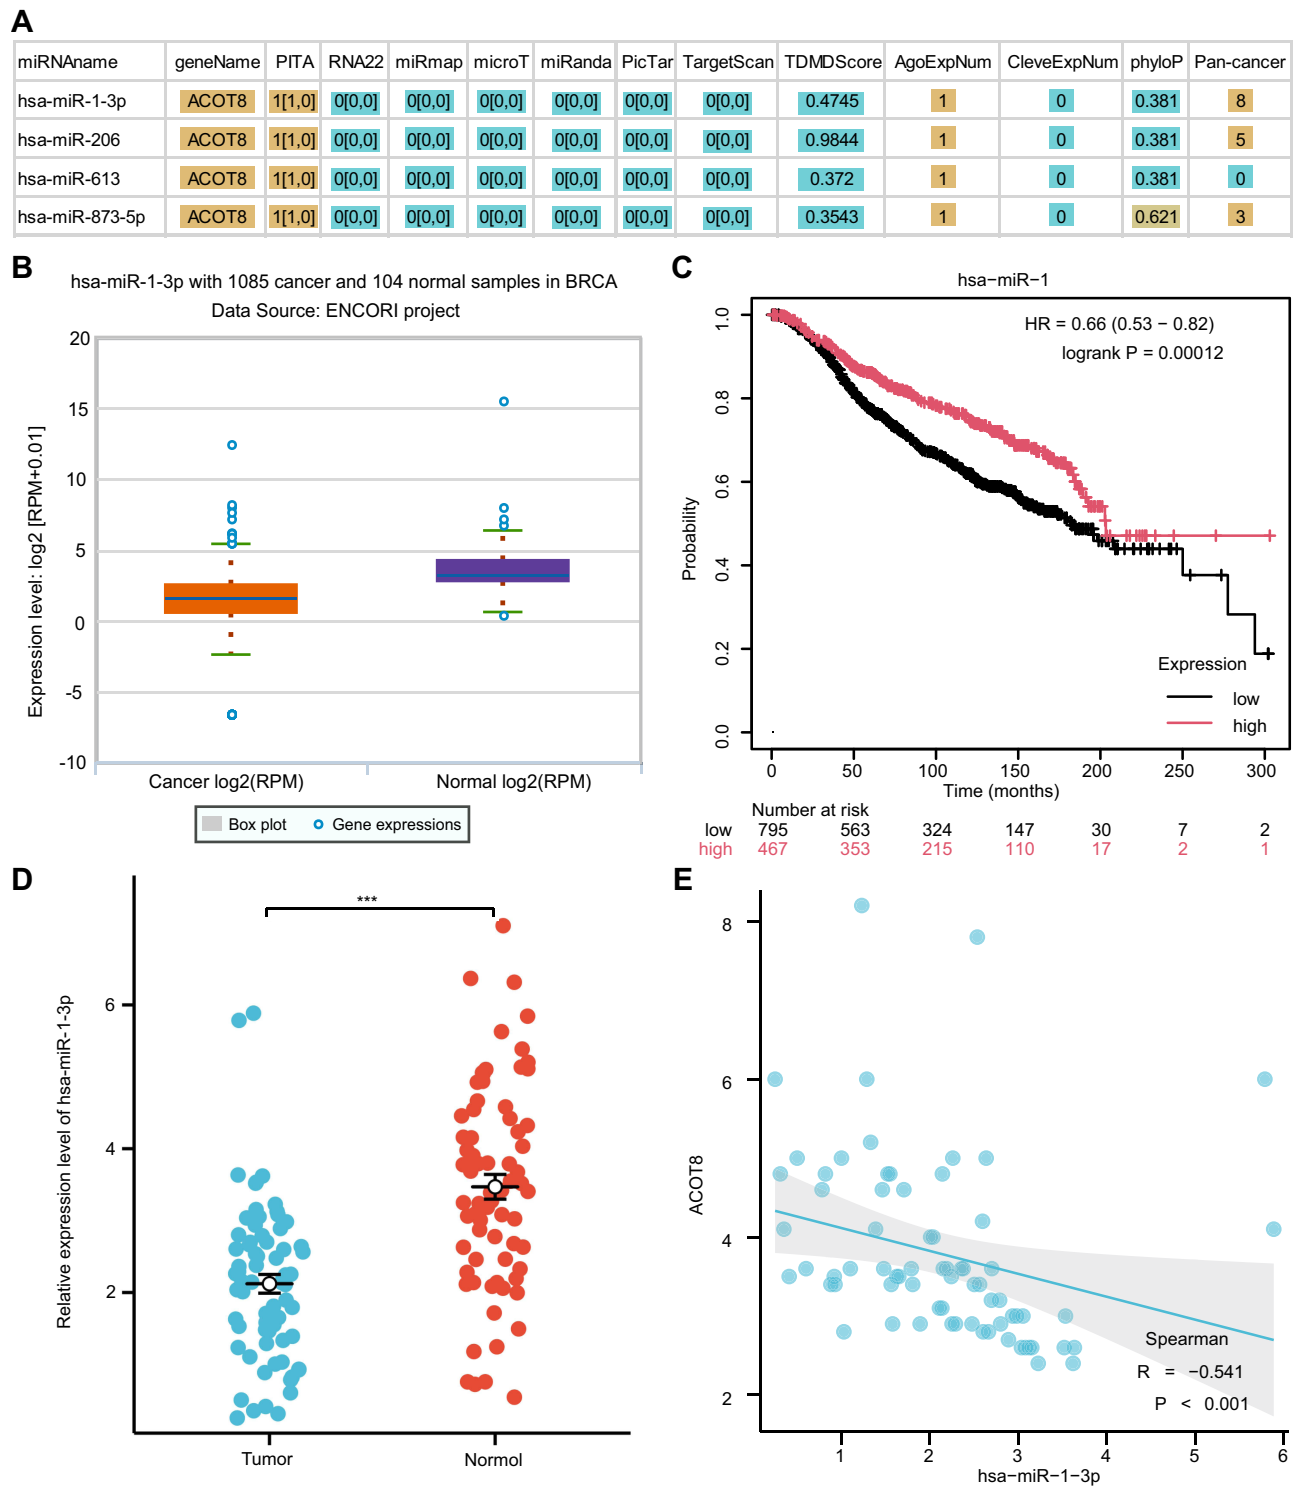 A
miRNAname geneName PITA RNA22 miRmap microT miRanda PicTar TargetScan TDMDScore AgoExpNum CleveExpNum phyloP Pan-cancer
hsa-miR-1-3p ACOT8 1[1,0] 0[0,0] 0[0,0] 0[0,0] 0[0,0] 0[0,0] 0[0,0] 0.4745 1 0 0.381 8
hsa-miR-206 ACOT8 1[1,0] 0[0,0] 0[0,0] 0[0,0] 0[0,0] 0[0,0] 0[0,0] 0.9844 1 0 0.381 5
hsa-miR-613 ACOT8 1[1,0] 0[0,0] 0[0,0] 0[0,0] 0[0,0] 0[0,0] 0[0,0] 0.372 1 0 0.381 0
hsa-miR-873-5p ACOT8 1[1,0] 0[0,0] 0[0,0] 0[0,0] 0[0,0] 0[0,0] 0[0,0] 0.3543 1 0 0.621 3
B
hsa-miR-1-3p with 1085 cancer and 104 normal samples in BRCA
Data Source: ENCORI project
Expression level: log2 [RPM+0.01]
20
15
10
5
0
-5
-10
Cancer log2(RPM) Normal log2(RPM)
Box plot Gene expressions
C
hsa−miR−1
HR = 0.66 (0.53 − 0.82)
logrank P = 0.00012
Probability
1.0
0.8
0.6
0.4
0.2
0.0
Expression
low
high
0 50 100 150 200 250 300
Time (months)
Number at risk
low 795 563 324 147 30 7 2
high 467 353 215 110 17 2 1
D
***
Relative expression level of hsa-miR-1-3p
6
4
2
Tumor Normol
E
ACOT8
8
6
4
2
Spearman
R = −0.541
P < 0.001
1 2 3 4 5 6
hsa−miR−1−3p